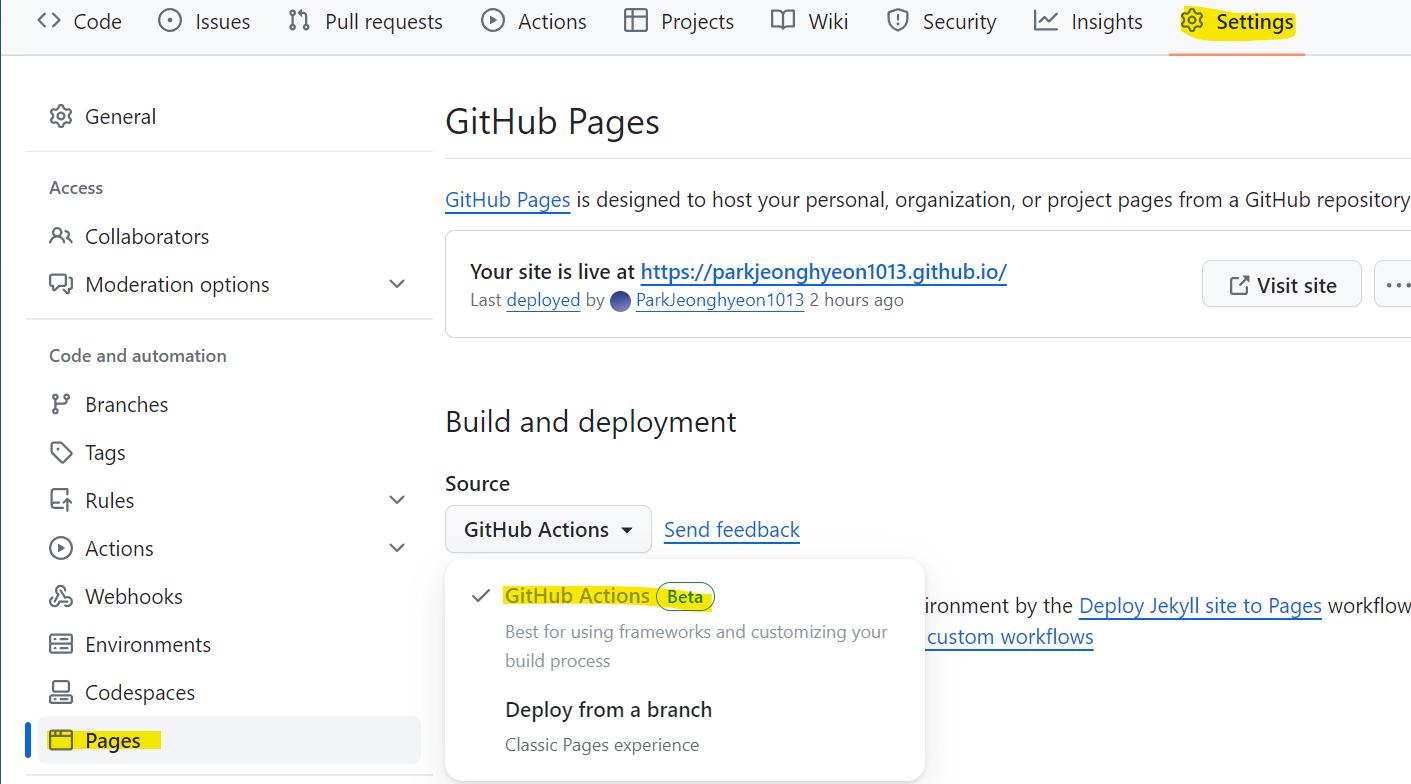 Code Issues Pull requests Actions Projects Wiki Security Insights Settings
General
Access
Collaborators
Moderation options
Code and automation
Branches
Tags
Rules
Actions
Webhooks
Environments
Codespaces
Pages
GitHub Pages
GitHub Pages is designed to host your personal, organization, or project pages from a GitHub repository
Your site is live at https://parkjeonghyeon1013.github.io/
Last deployed by ParkJeonghyeon1013 2 hours ago
Visit site
Build and deployment
Source
GitHub Actions Send feedback
GitHub Actions Beta
Best for using frameworks and customizing your
build process
Deploy from a branch
Classic Pages experience
ironment by the Deploy Jekyll site to Pages workflow
custom workflows